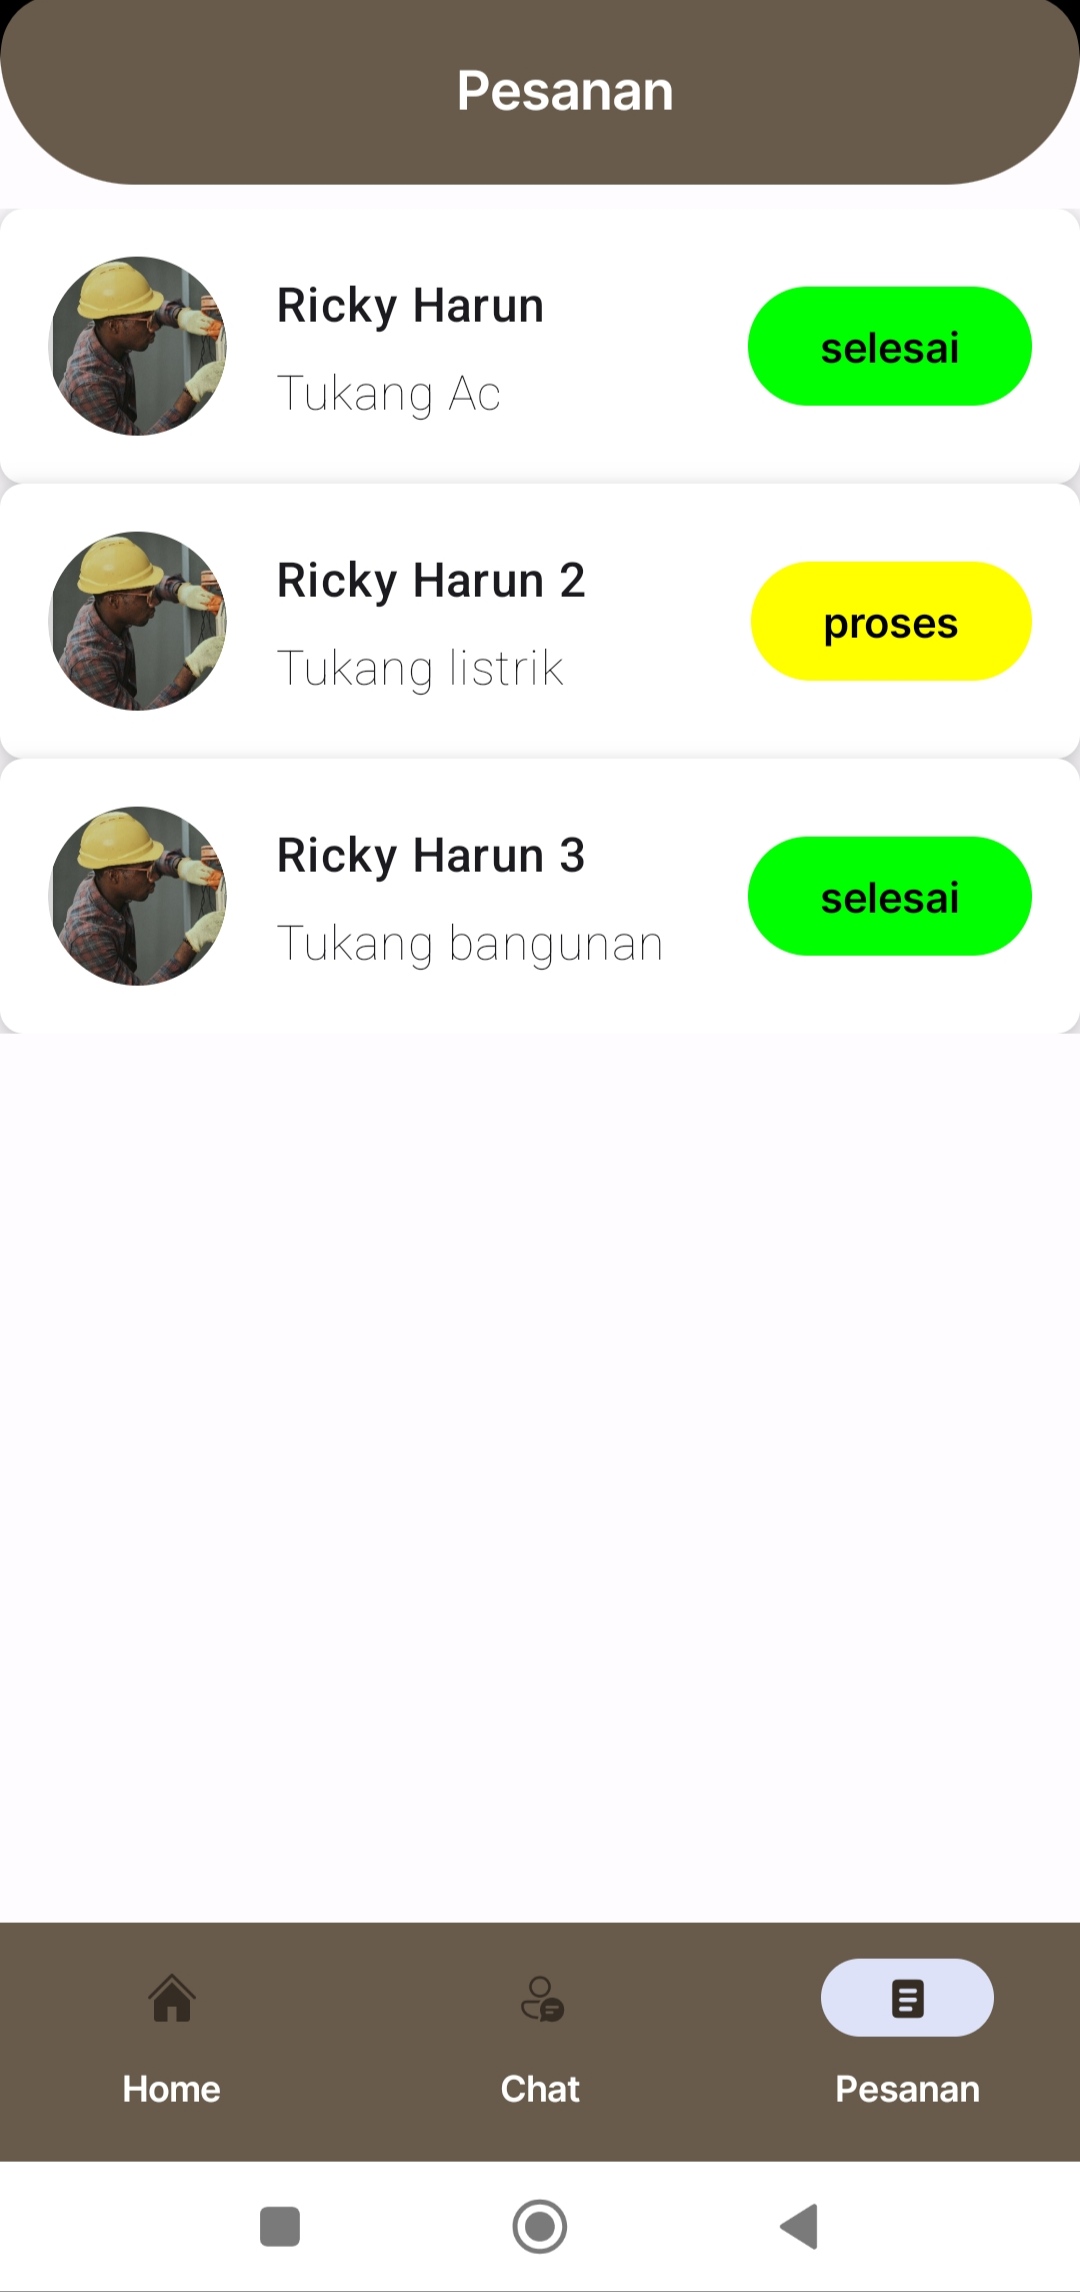 Pesanan
Ricky Harun
Tukang Ac
selesai
Ricky Harun 2
Tukang listrik
proses
Ricky Harun 3
Tukang bangunan
selesai
Home
Chat
Pesanan